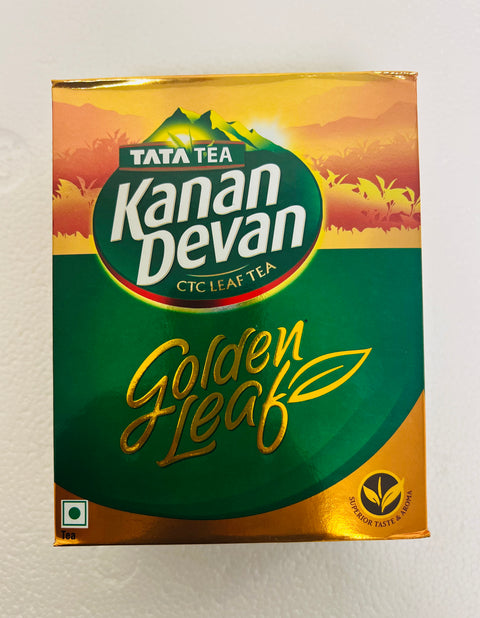 TATA TEA
Kanan
Devan
CTC LEAF TEA
Golden
Leaf
SUPERIOR TASTE & AROMA
Tea